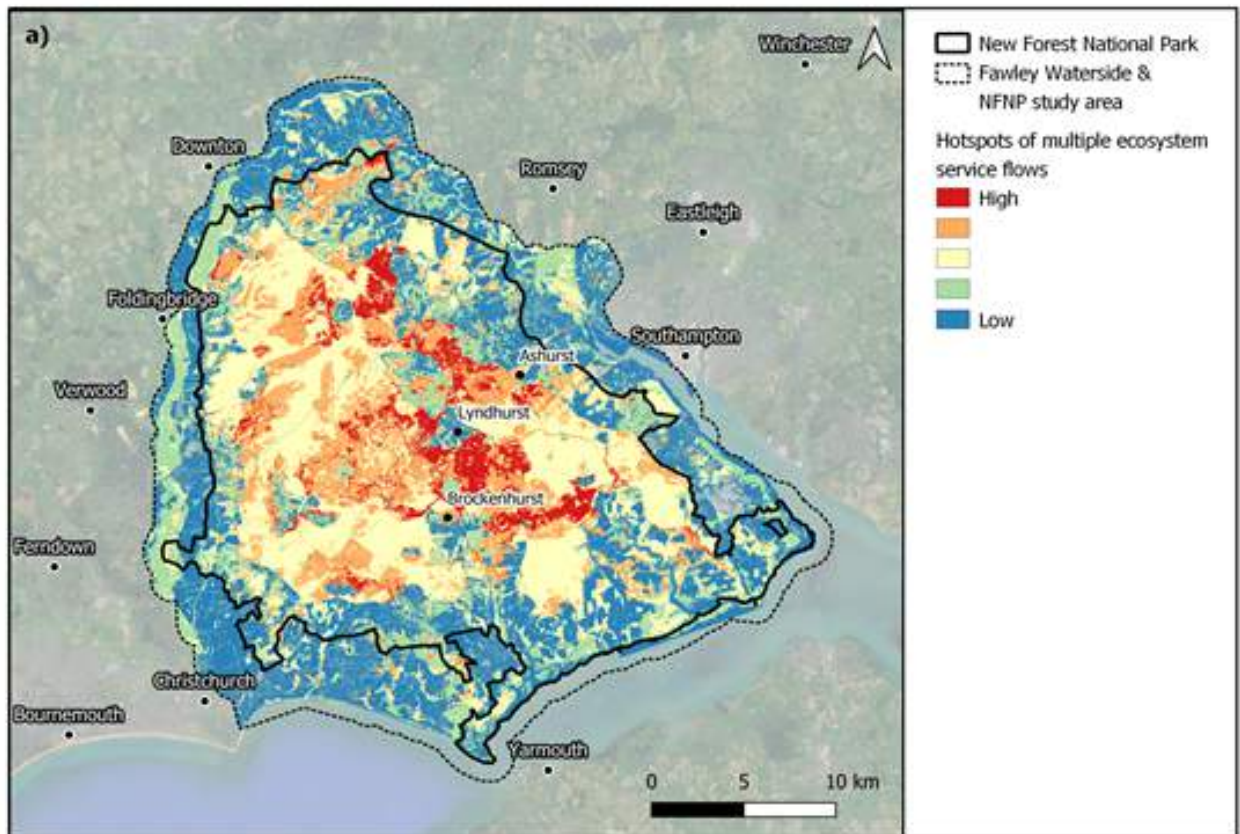 a)
Winchester
Downton
Romsey
Eastleigh
Foldingbridge
Southampton
Ashurst
Verwood
Lyndhurst
Brockenhurst
Ferndown
Christchurch
Bournemouth
Yarmouth
0 5 10 km
New Forest National Park
Fawley Waterside &
NFNP study area
Hotspots of multiple ecosystem
service flows
High
Low